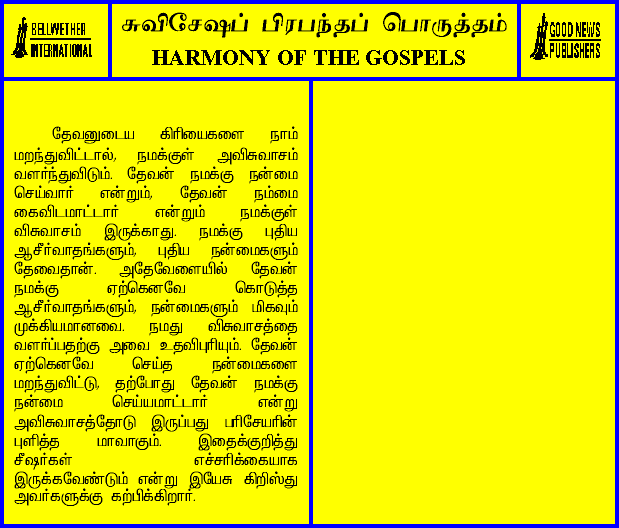 BELLWETHER
INTERNATIONAL
சுவிசேஷப் பிரபந்தப் பொருத்தம்
HARMONY OF THE GOSPELS
GOOD NEWS
PUBLISHERS
தேவனுடைய கிரியைகளை நாம்
மறந்துவிட்டால், நமக்குள் அவிசுவாசம்
வளர்ந்துவிடும். தேவன் நமக்கு நன்மை
செய்வார் என்றும், தேவன் நம்மை
கைவிடமாட்டார் என்றும் நமக்குள்
விசுவாசம் இருக்காது. நமக்கு புதிய
ஆசீர்வாதங்களும், புதிய நன்மைகளும்
தேவைதான். அதேவேளையில் தேவன்
நமக்கு ஏற்கெனவே கொடுத்த
ஆசீர்வாதங்களும், நன்மைகளும் மிகவும்
முக்கியமானவை. நமது விசுவாசத்தை
வளர்ப்பதற்கு அவை உதவிபுரியும். தேவன்
ஏற்கெனவே செய்த நன்மைகளை
மறந்துவிட்டு, தற்போது தேவன் நமக்கு
நன்மை செய்யமாட்டார் என்று
அவிசுவாசத்தோடு இருப்பது பரிசேயரின்
புளித்த மாவாகும். இதைக்குறித்து
சீஷர்கள் எச்சரிக்கையாக
இருக்கவேண்டும் என்று இயேசு கிறிஸ்து
அவர்களுக்கு கற்பிக்கிறார்.